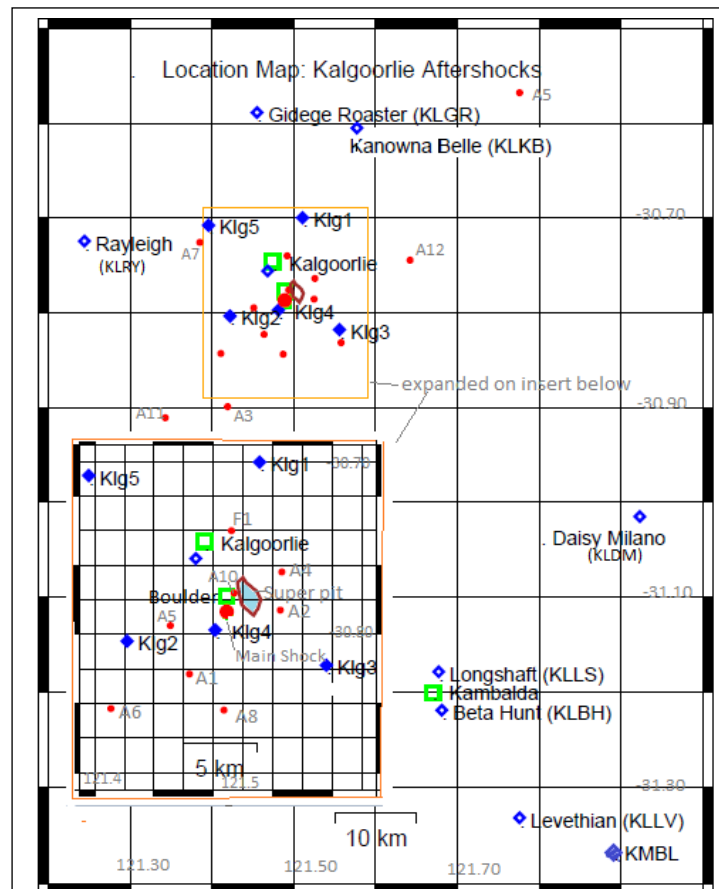 Location Map: Kalgoorlie Aftershocks
A5
Gidege Roaster (KLGR)
Kanowna Belle (KLKB)
-30.70
Klg5
Klg1
Rayleigh
(KLRY)
A7
A12
Kalgoorlie
Klg2
Klg4
Klg3
expanded on insert below
-30.90
A11
A3
-30.70
Klg5
Klg1
F1
Kalgoorlie
Daisy Milano
(KLDM)
A10
A4
Super pit
-31.10
Boulder
A5
A2
-30.80
Klg2
Klg4
Main Shock
Klg3
A1
Longshaft (KLLS)
Kambalda
A6
A8
Beta Hunt (KLBH)
5 km
121.4
121.5
-31.30
10 km
Levethian (KLLV)
KMBL
121.30
121.50
121.70